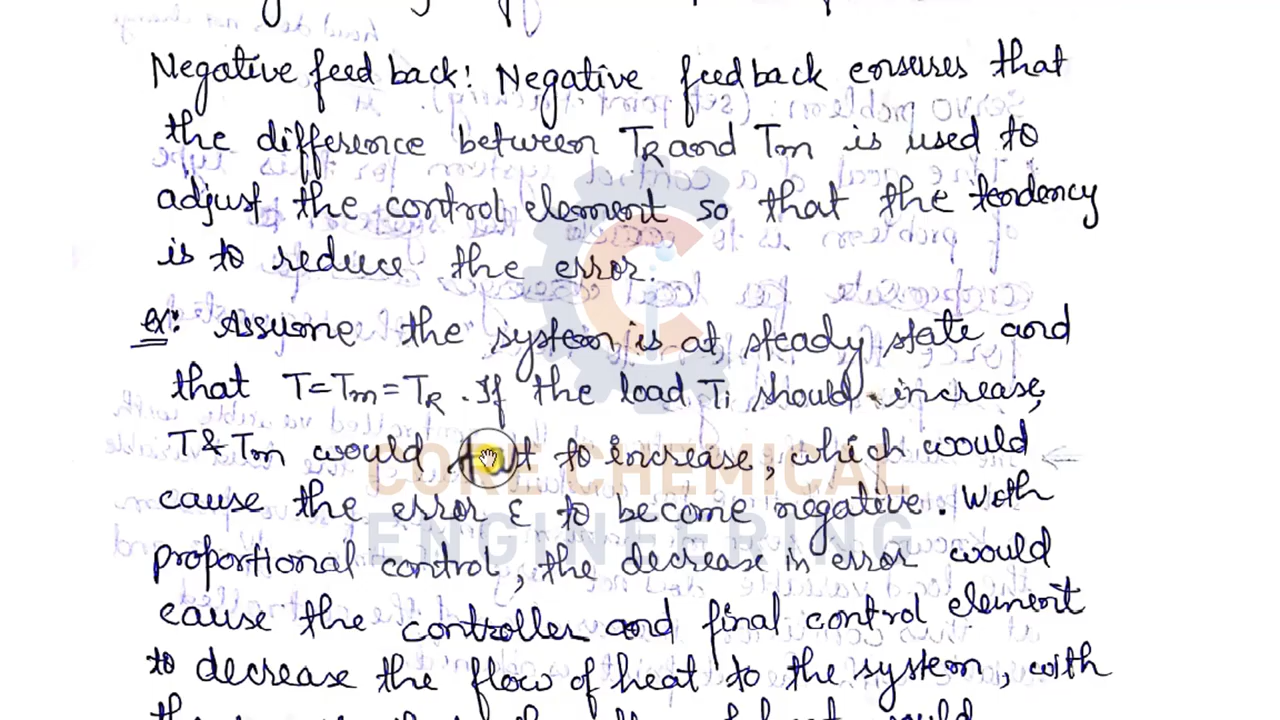 Negative feedback: Negative feedback ensures that
the difference between TR and Tm is used to
adjust the control element so that the tendency
is to reduce the error.
ex: Assume the system is at steady state and
that T=Tm=TR. If the load Ti should increase,
T & Tm would start to increase, which would
cause the error ε to become negative. With
proportional control, the decrease in error would
cause the controller and final control element
to decrease the flow of heat to the system, with
CORE CHEMICAL
ENGINEERING